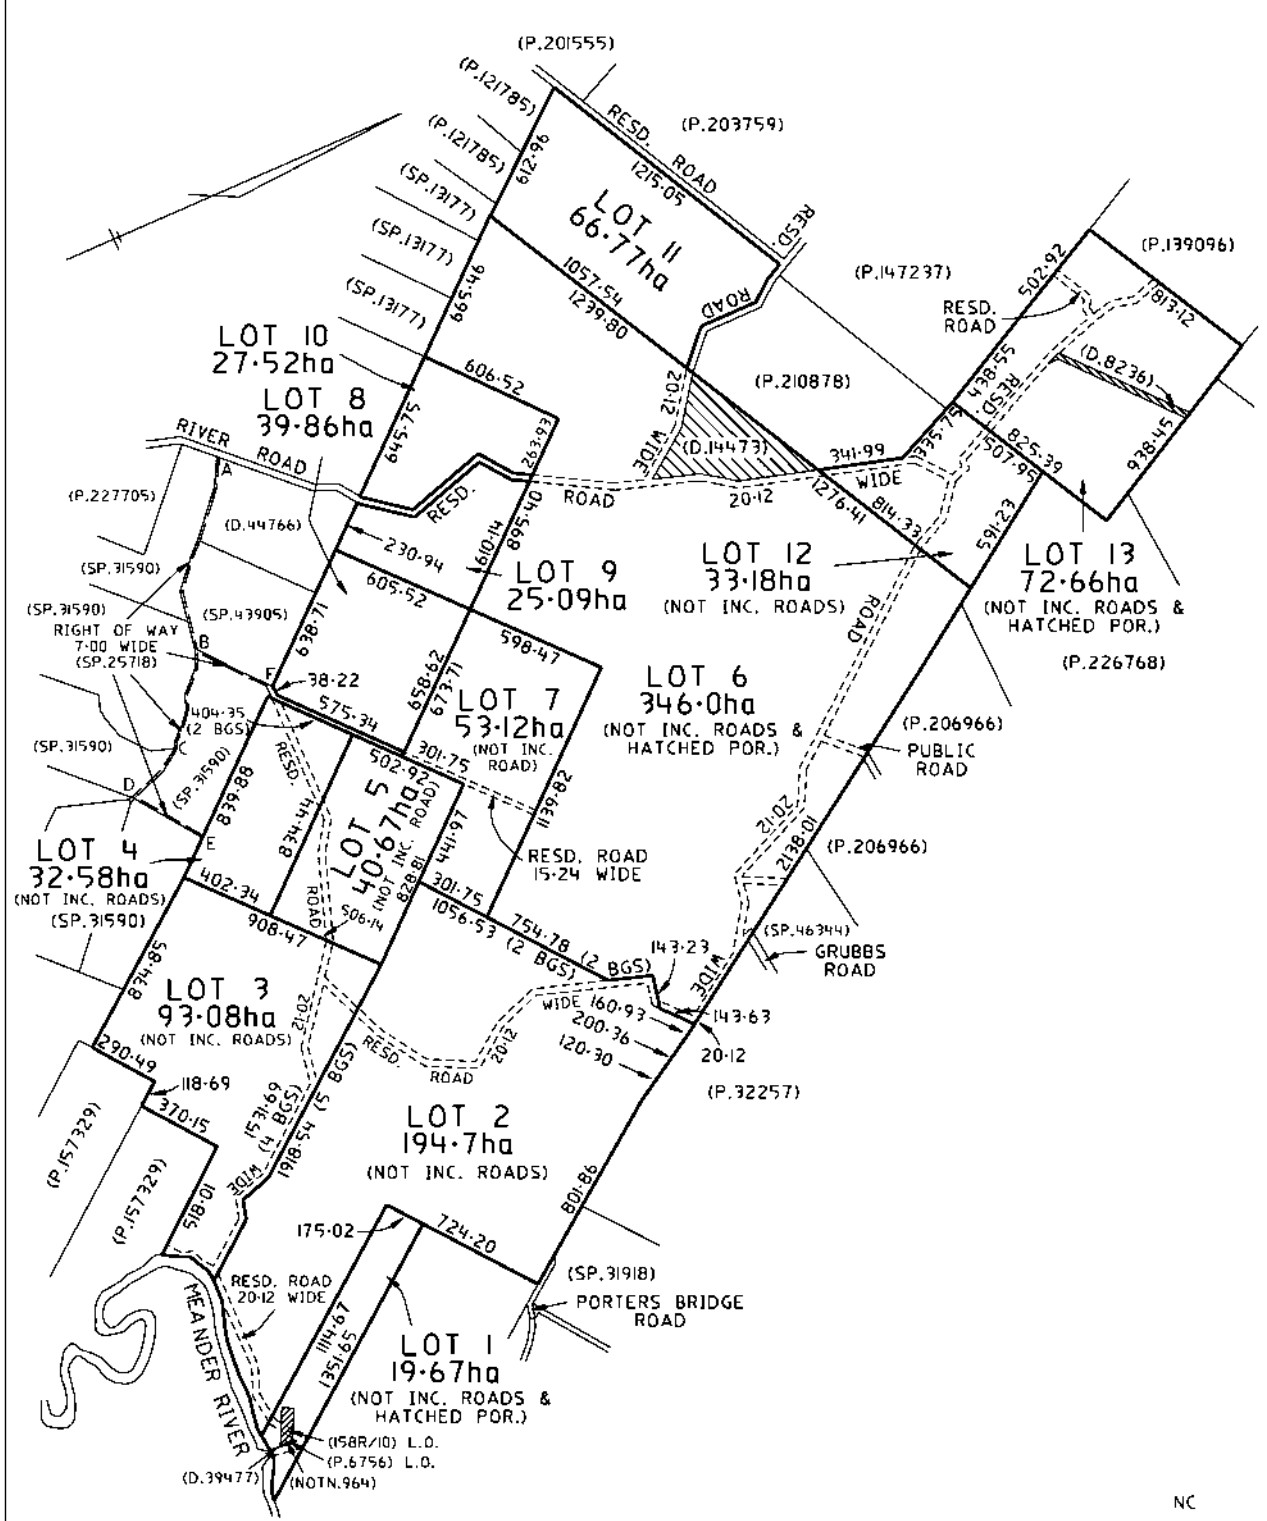 (P.201555)
(P.121785)
(P.121785)
(SP.13177)
(SP.13177)
(SP.13177)
612·96
RESD. ROAD
(P.203759)
1215·05
LOT 11
66·77ha
RESD.
ROAD
1057·54
1239·80
665·46
(P.147237)
(P.139096)
502·92
RESD.
ROAD
813·12
(D.8236)
438·55
RESD.
938·45
LOT 10
27·52ha
606·52
20·12
WIDE
(P.210878)
LOT 8
39·86ha
645·75
263·93
(D.14473)
341·99
335·75
825·39
507·95
RIVER
ROAD
A
RESD.
ROAD
20·12
WIDE
(P.227705)
(D.44766)
1276·41
814·33
591·23
230·94
610·14
895·40
LOT 9
25·09ha
LOT 12
33·18ha
(NOT INC. ROADS)
LOT 13
72·66ha
(NOT INC. ROADS &
HATCHED POR.)
(P.226768)
(SP.31590)
(SP.31590)
(SP.43905)
RIGHT OF WAY
7·00 WIDE
(SP.25718)
B
605·52
638·71
598·47
ROAD
F
38·22
658·62
673·71
LOT 7
53·12ha
(NOT INC.
ROAD)
LOT 6
346·0ha
(NOT INC. ROADS &
HATCHED POR.)
(P.206966)
PUBLIC
ROAD
404·35
(2 BGS)
575·34
C
(SP.31590)
(SP.31590)
D
E
RESD.
502·92
301·75
839·88
834·44
LOT 5
40·67ha
(NOT INC. ROAD)
441·97
828·81
1139·82
RESD. ROAD
15·24 WIDE
20·12
2138·01
(P.206966)
LOT 4
32·58ha
(NOT INC. ROADS)
(SP.31590)
402·34
908·47
ROAD
506·14
301·75
1056·53 (2 BGS)
754·78 (2 BGS)
143·23
(SP.46344)
GRUBBS
ROAD
WIDE
834·85
LOT 3
93·08ha
(NOT INC. ROADS)
21·02
WIDE
160·93
200·36
120·30
143·63
20·12
(P.32257)
RESD.
ROAD
20·12
290·49
118·69
370·15
(P.157329)
(P.157329)
518·01
1531·69
(4 BGS)
1918·54 (5 BGS)
WIDE
LOT 2
194·7ha
(NOT INC. ROADS)
801·86
175·02
724·20
(SP.31918)
PORTERS BRIDGE
ROAD
RESD. ROAD
20·12 WIDE
MEANDER RIVER
1114·67
1351·65
LOT 1
19·67ha
(NOT INC. ROADS &
HATCHED POR.)
(158R/10) L.O.
(P.6756) L.O.
(D.39477)
(NOTN.964)
NC